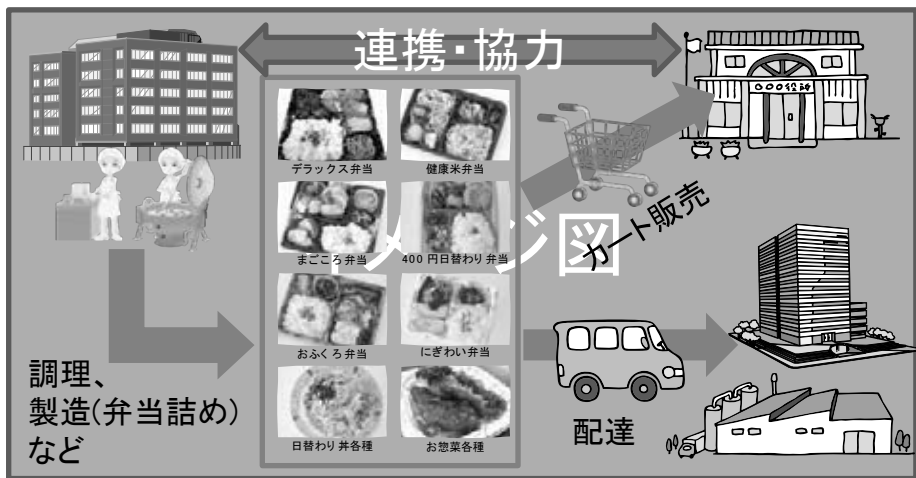 連携・協力
○○○役所
デラックス弁当
健康米弁当
まごころ弁当
400 円日替わり弁当
イメージ図
カート販売
おふくろ弁当
にぎわい弁当
日替わり丼各種
お惣菜各種
調理、
製造(弁当詰め)
など
配達